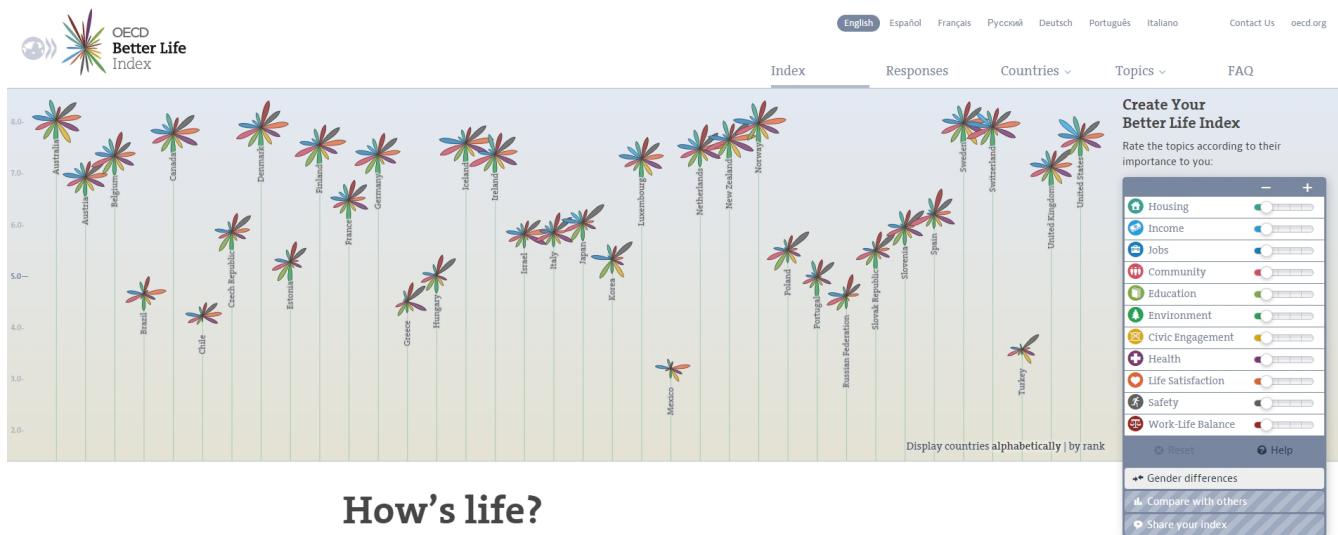 OECD
Better Life
Index
English Español Français Русский Deutsch Português Italiano Contact Us oecd.org
Index Responses Countries Topics FAQ
8.0-
7.0-
6.0-
5.0-
4.0-
3.0-
2.0-
Australia
Austria
Belgium
Brazil
Canada
Chile
Czech Republic
Denmark
Estonia
Finland
France
Germany
Greece
Hungary
Iceland
Ireland
Israel
Italy
Japan
Korea
Luxembourg
Mexico
Netherlands
New Zealand
Norway
Poland
Portugal
Russian Federation
Slovak Republic
Slovenia
Spain
Sweden
Switzerland
Turkey
United Kingdom
United States
Display countries alphabetically | by rank
Create Your
Better Life Index
Rate the topics according to their
importance to you:
− +
Housing
Income
Jobs
Community
Education
Environment
Civic Engagement
Health
Life Satisfaction
Safety
Work-Life Balance
Reset Help
Gender differences
Compare with others
Share your index
How's life?